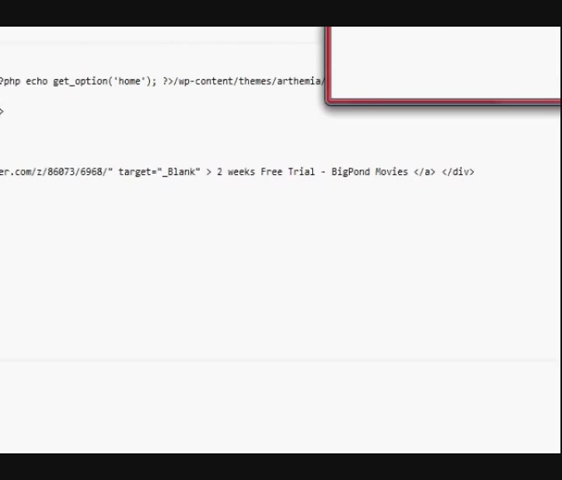 ?php echo get_option('home'); ?>/wp-content/themes/arthemia/
>
er.com/z/86073/6968/" target="_Blank" > 2 weeks Free Trial - BigPond Movies </a> </div>